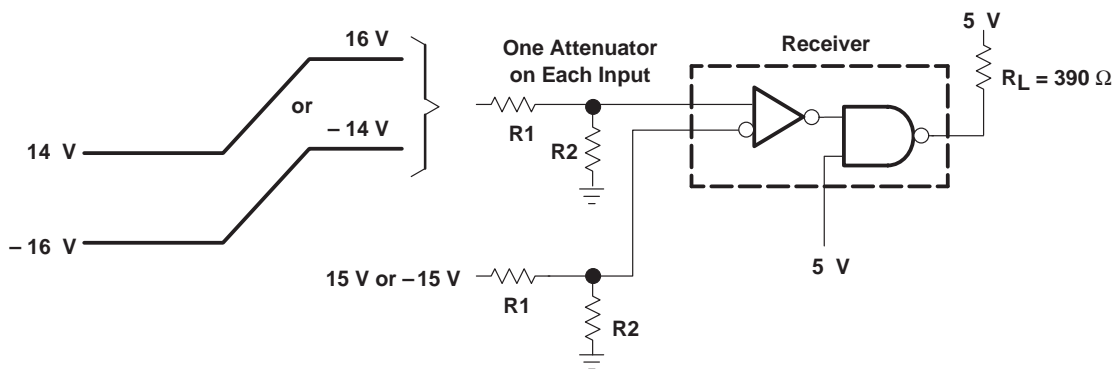 16 V
or
– 14 V
14 V
– 16 V
One Attenuator
on Each Input
R1
R2
15 V or – 15 V
R1
R2
Receiver
5 V
5 V
RL = 390 Ω